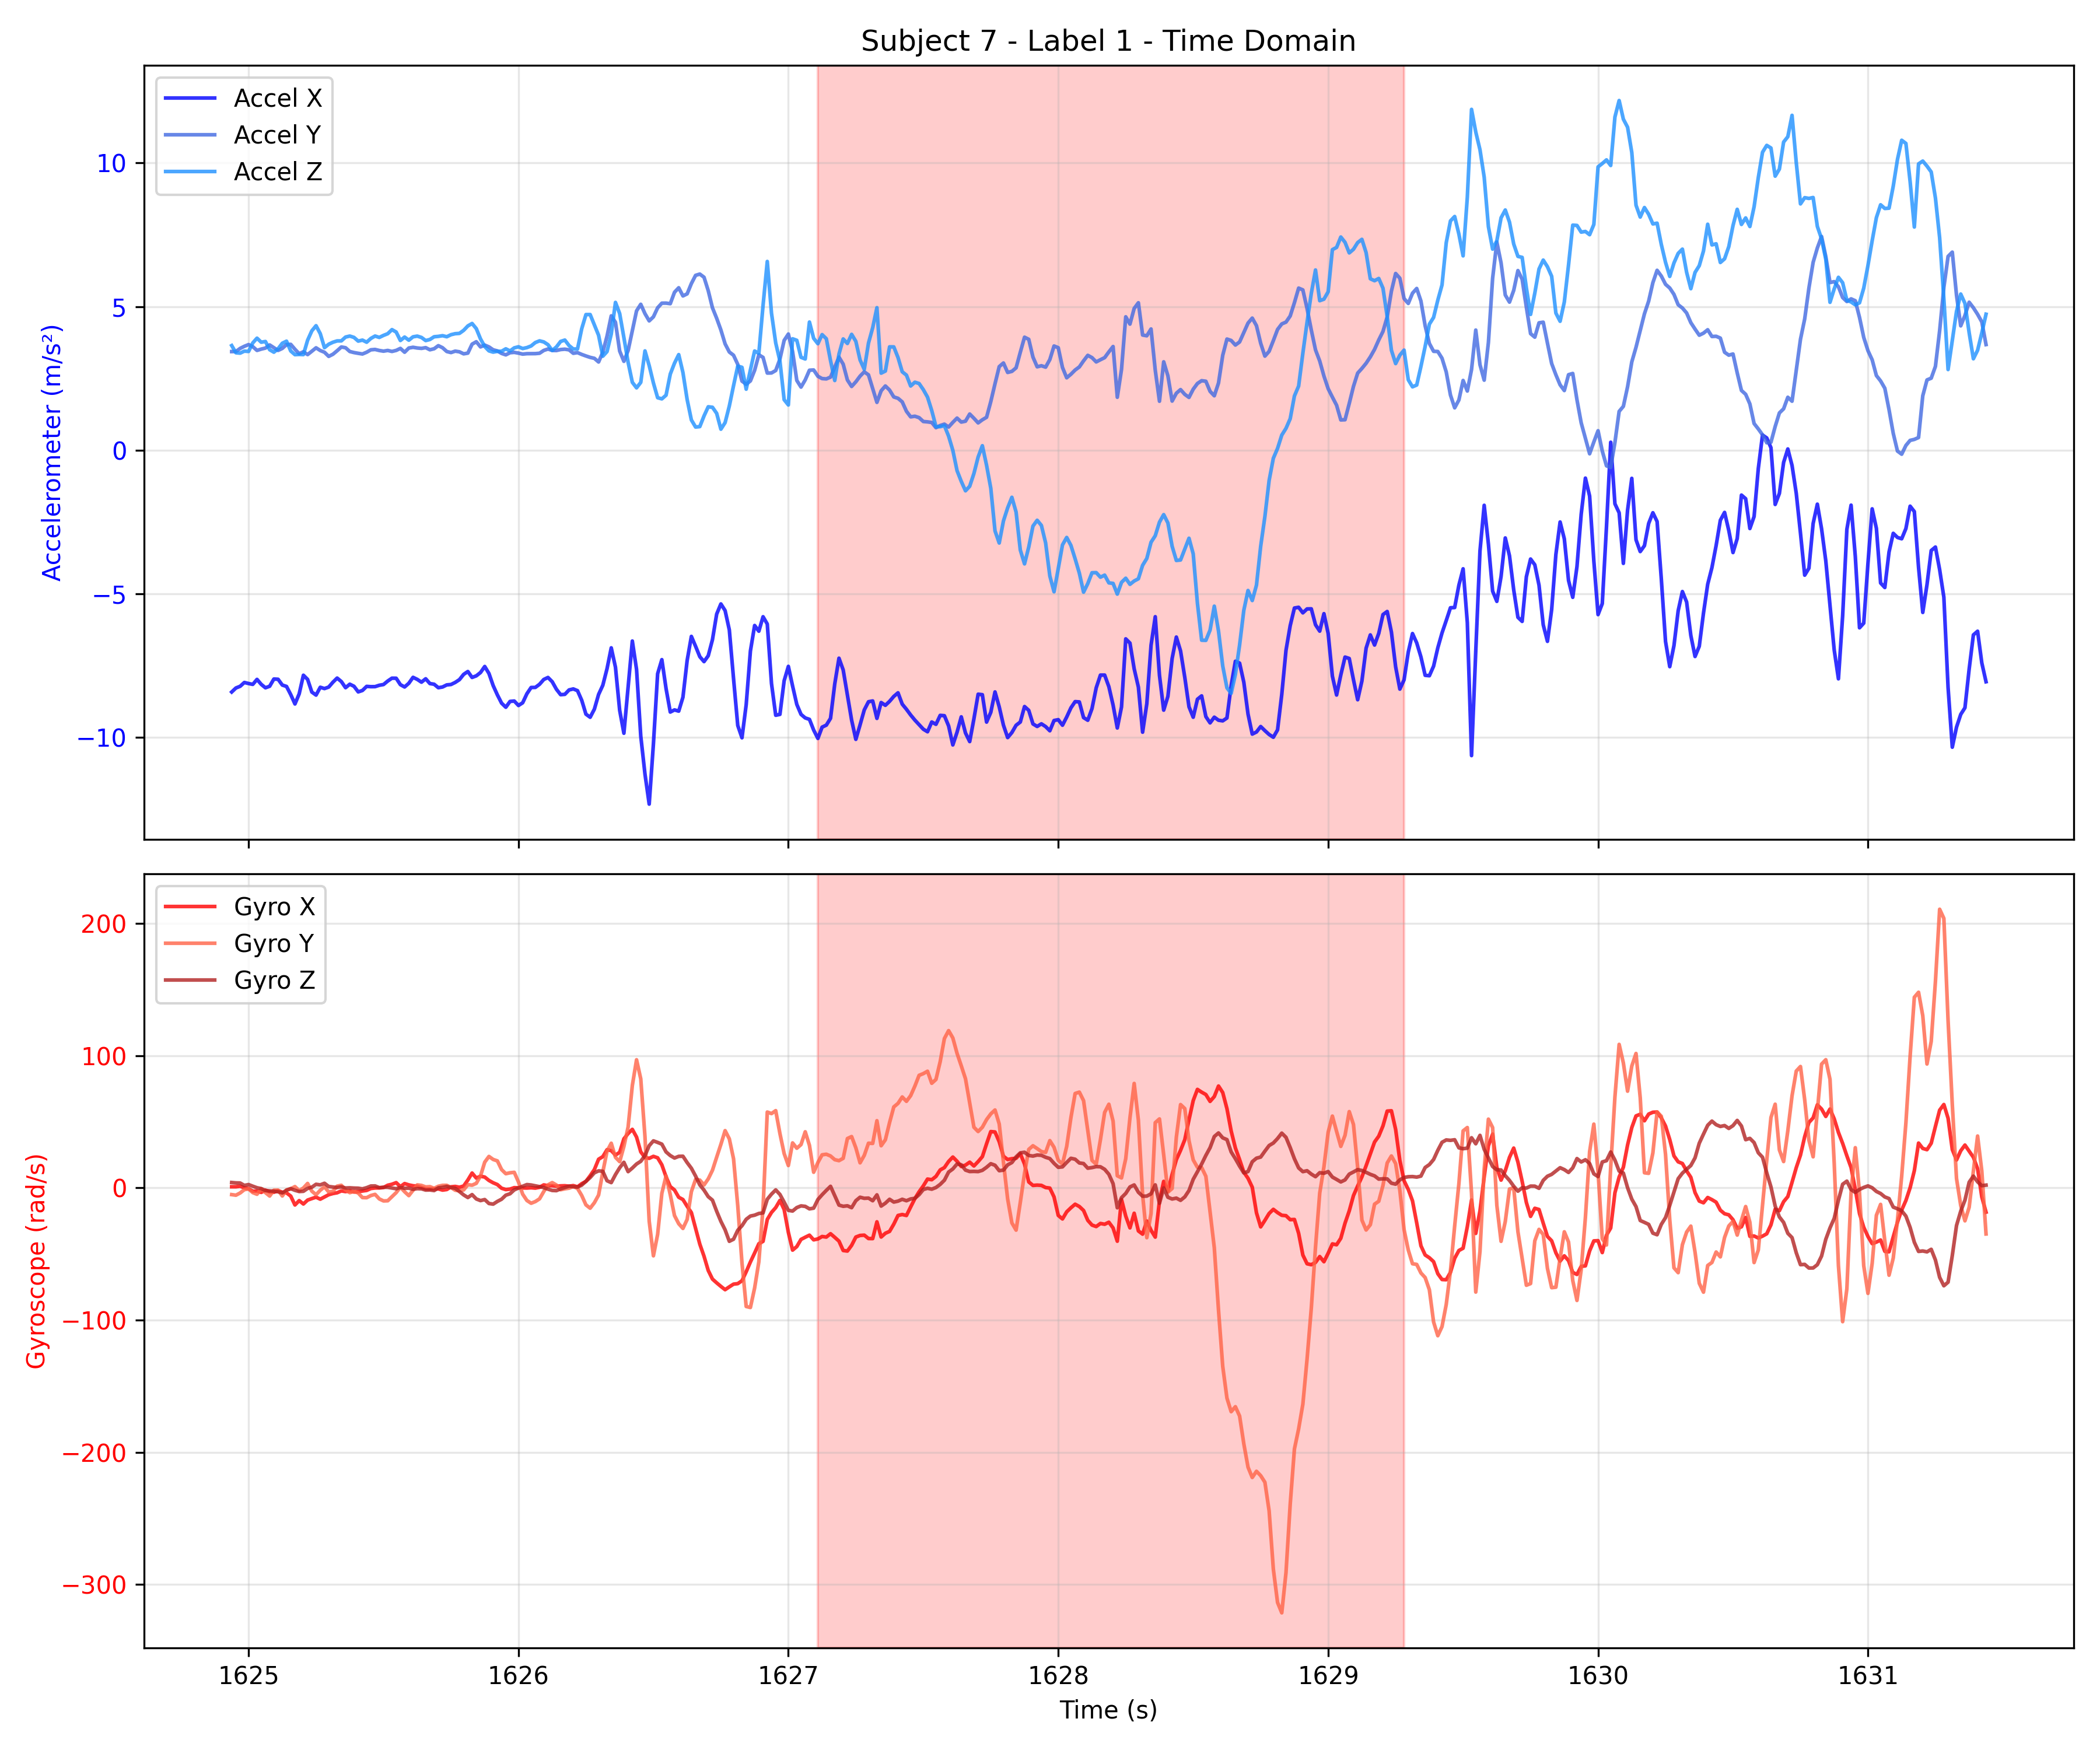 Subject 7 - Label 1 - Time Domain
Accel X
Accel Y
Accel Z
10
5
0
−5
−10
Accelerometer (m/s²)
Gyro X
Gyro Y
Gyro Z
200
100
0
−100
−200
−300
Gyroscope (rad/s)
1625 1626 1627 1628 1629 1630 1631
Time (s)